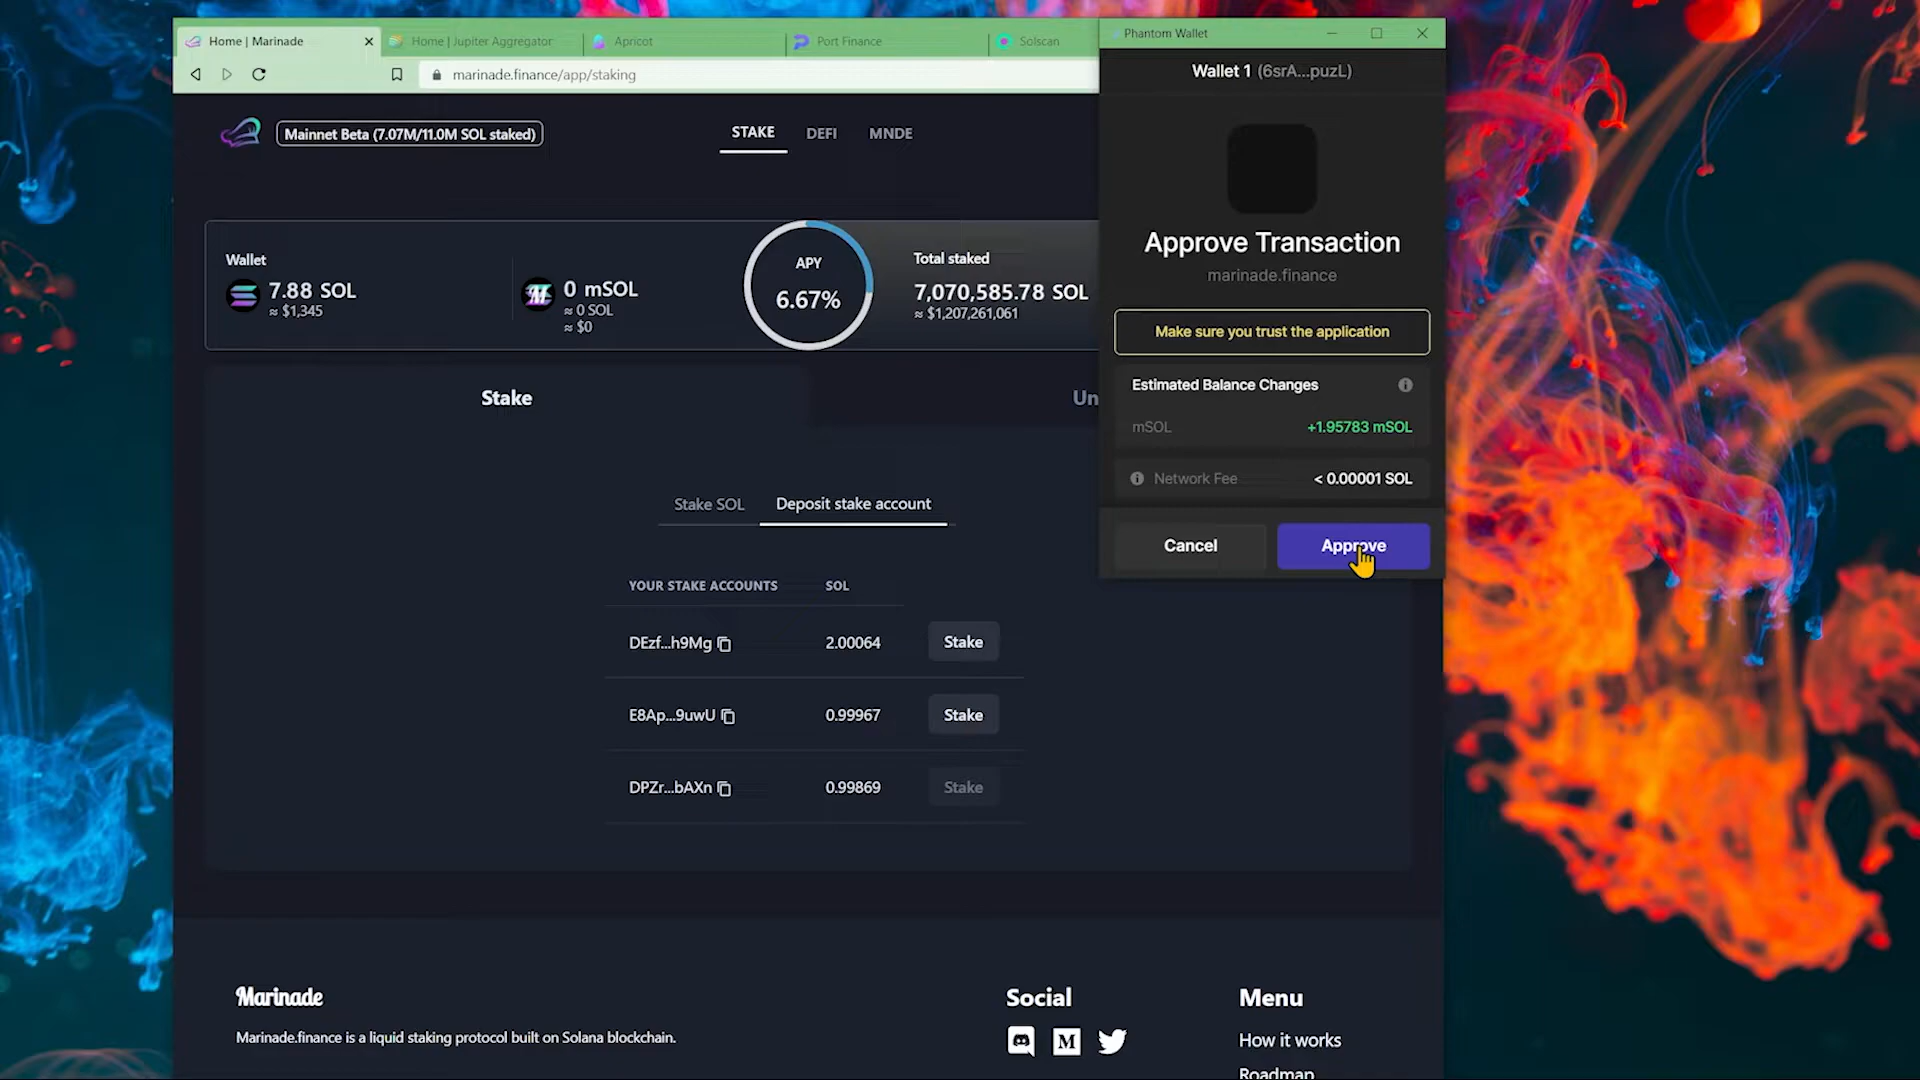 Home | Marinade
Home | Jupiter Aggregator
Apricot
Port Finance
Solscan
marinade.finance/app/staking
Mainnet Beta (7.07M/11.0M SOL staked)
STAKE
DEFI
MNDE
Wallet
7.88 SOL
≈ $1,345
0 mSOL
≈ 0 SOL
≈ $0
APY
6.67%
Total staked
7,070,585.78 SOL
≈ $1,207,261,061
Stake
Un
Stake SOL
Deposit stake account
YOUR STAKE ACCOUNTS SOL
DEzf...h9Mg 2.00064 Stake
E8Ap...9uwU 0.99967 Stake
DPZr...bAXn 0.99869 Stake
Phantom Wallet
Wallet 1 (6srA...puzL)
Approve Transaction
marinade.finance
Make sure you trust the application
Estimated Balance Changes
mSOL +1.95783 mSOL
Network Fee < 0.00001 SOL
Cancel
Approve
Marinade
Marinade.finance is a liquid staking protocol built on Solana blockchain.
Social
M
Menu
How it works
Roadmap